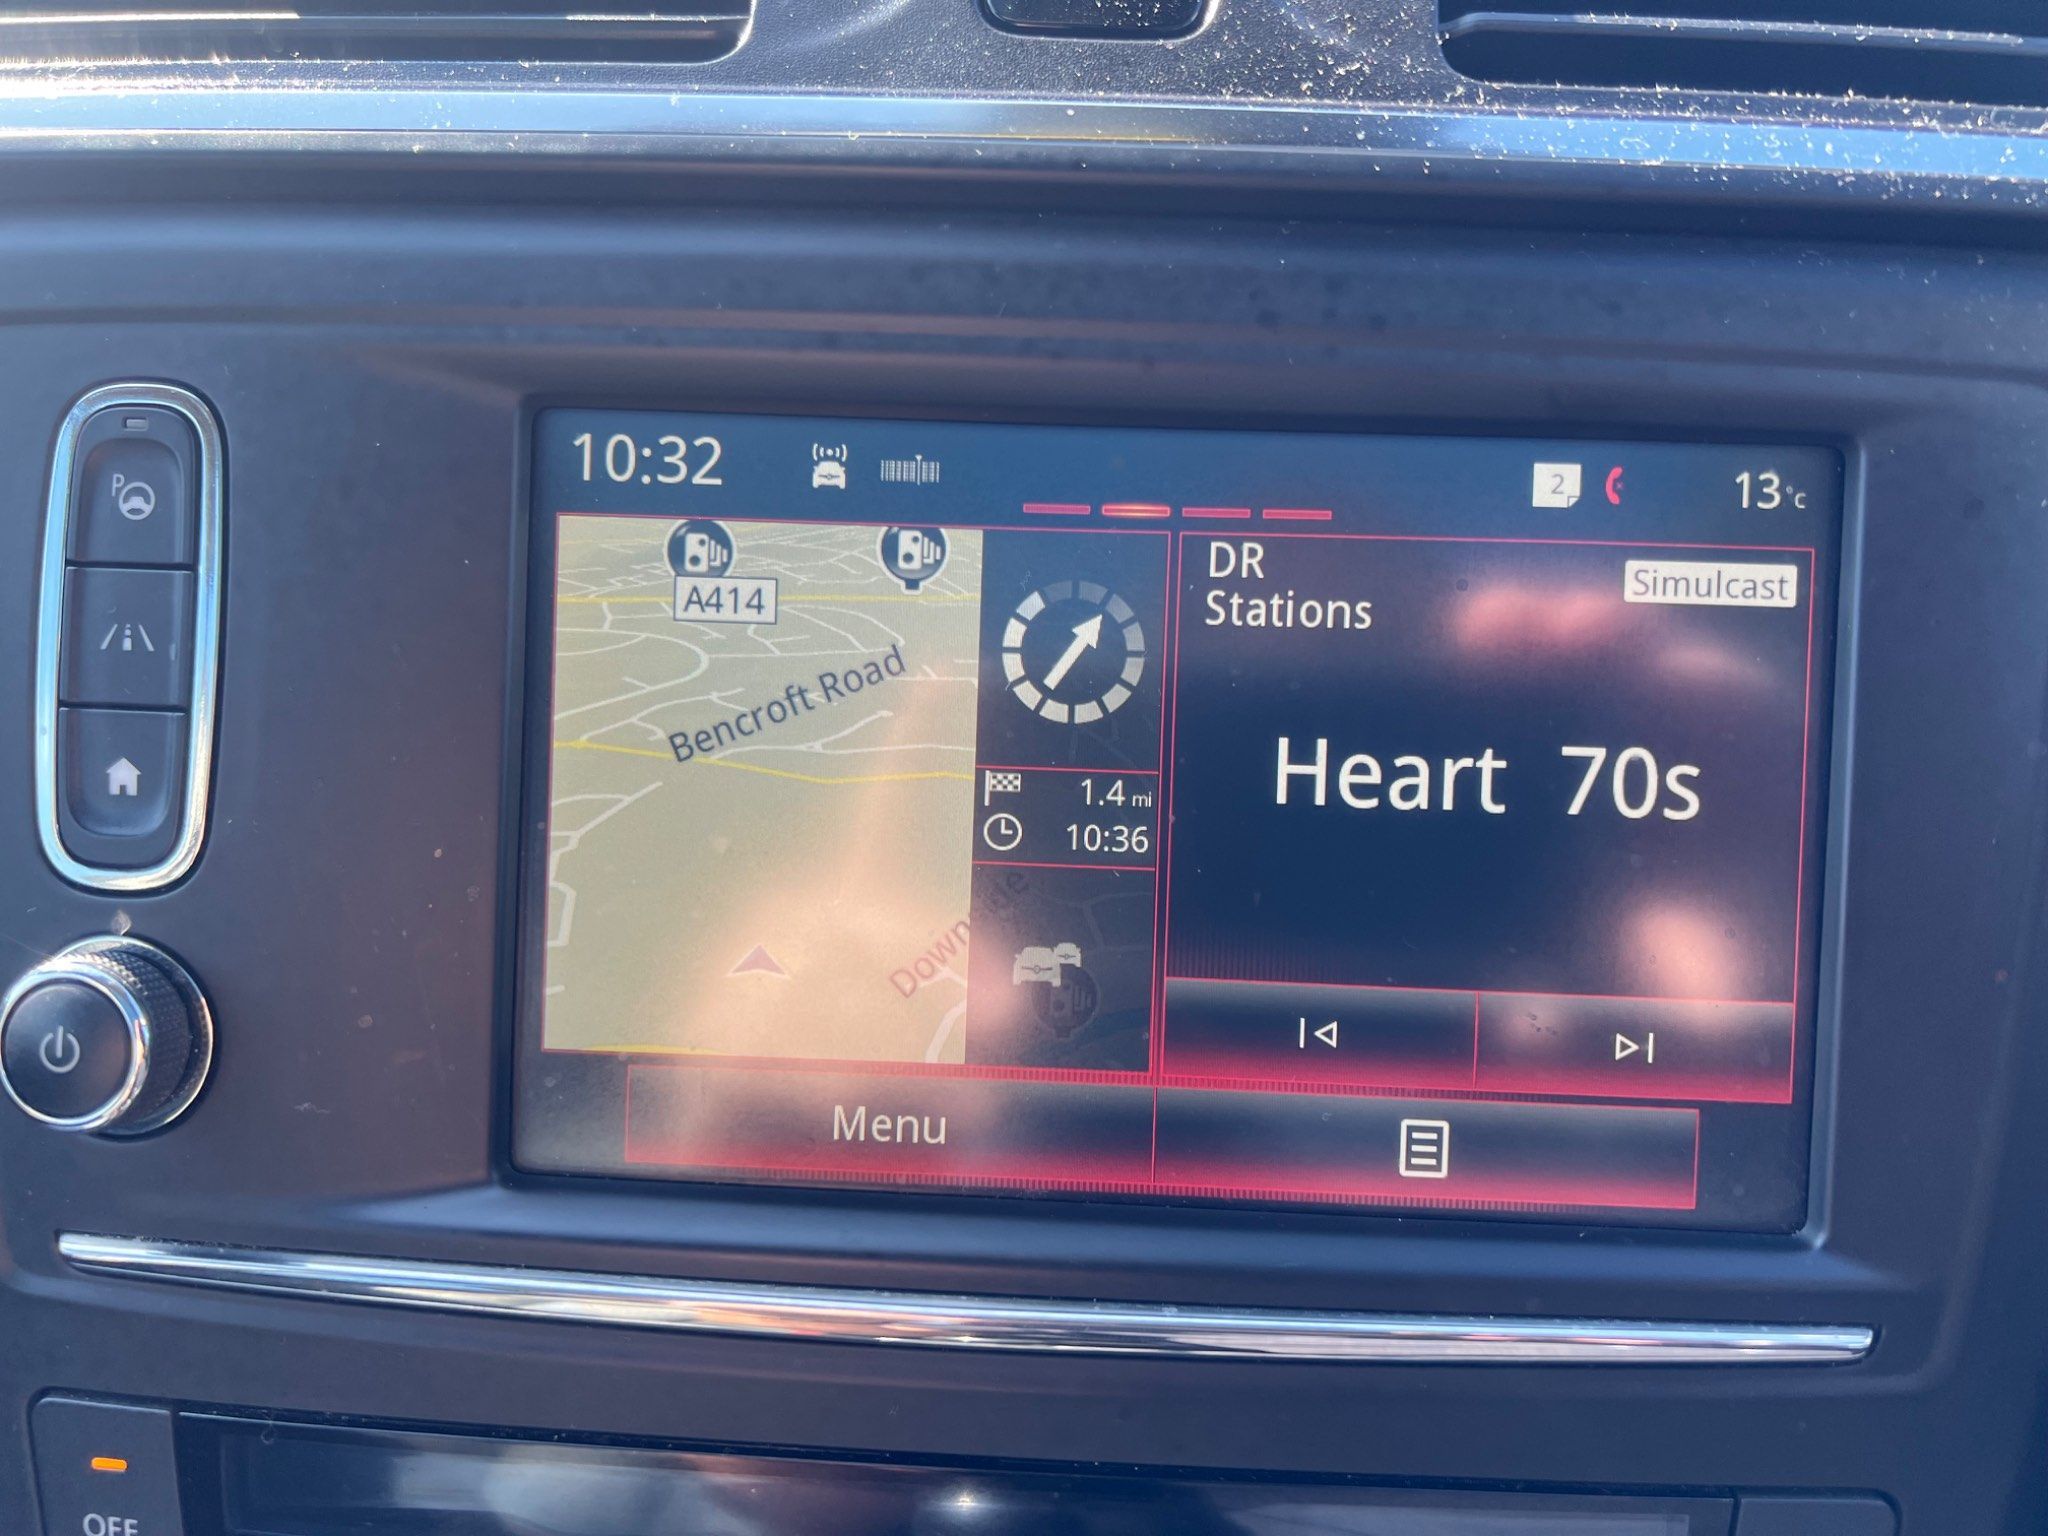 P
10:32
2
13°C
A414
Bencroft Road
1.4 mi
10:36
DR
Stations
Simulcast
Heart 70s
Menu
OFF